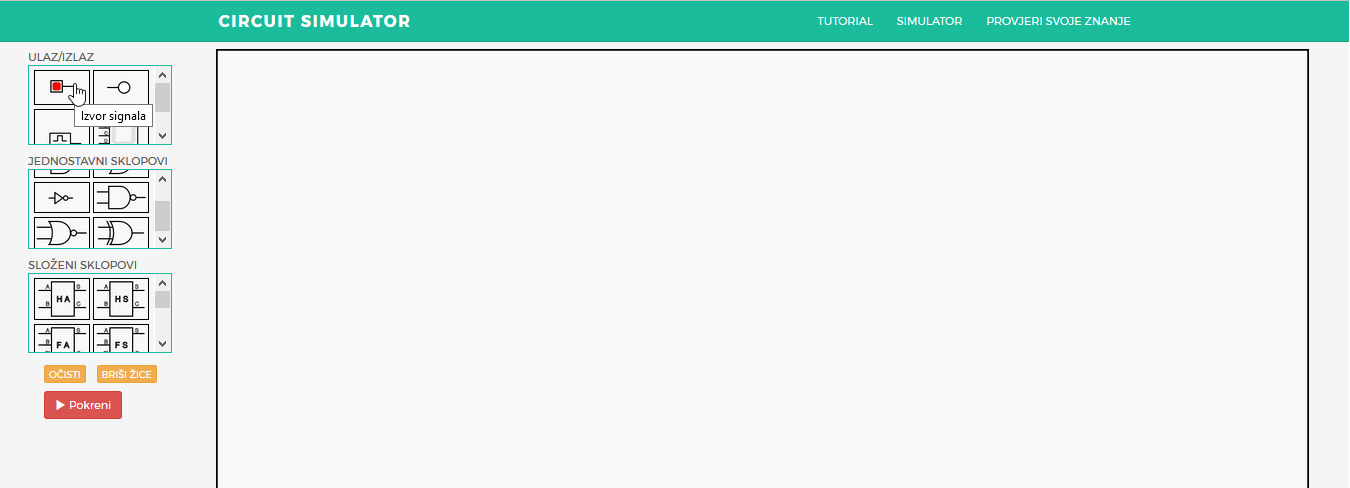 CIRCUIT SIMULATOR
TUTORIAL SIMULATOR PROVJERI SVOJE ZNANJE
ULAZ/IZLAZ
Izvor signala
C
D
JEDNOSTAVNI SKLOPOVI
SLOŽENI SKLOPOVI
A HA S
B C
A HS S
B C
A FA S
B
A FS S
B
OČISTI BRIŠI ŽICE
Pokreni